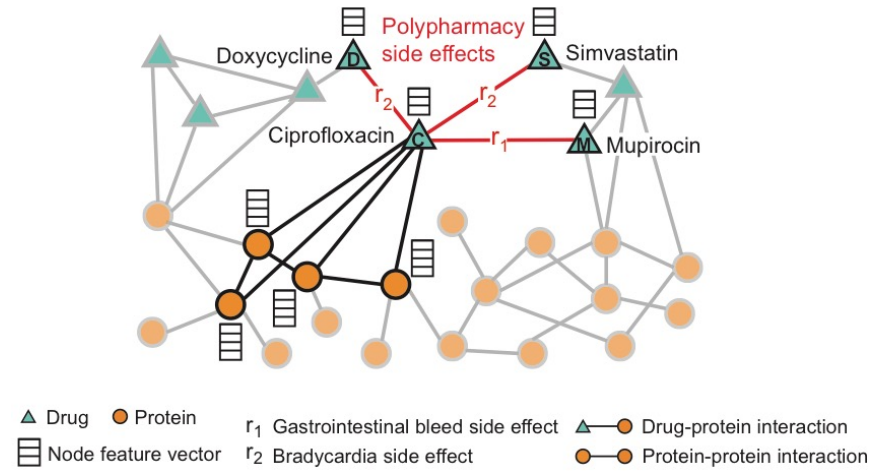 Polypharmacy
side effects
Doxycycline
D
S
Simvastatin
r2
r2
Ciprofloxacin
C
r1
M
Mupirocin
Drug
Protein
r1 Gastrointestinal bleed side effect
Drug-protein interaction
Node feature vector
r2 Bradycardia side effect
Protein-protein interaction